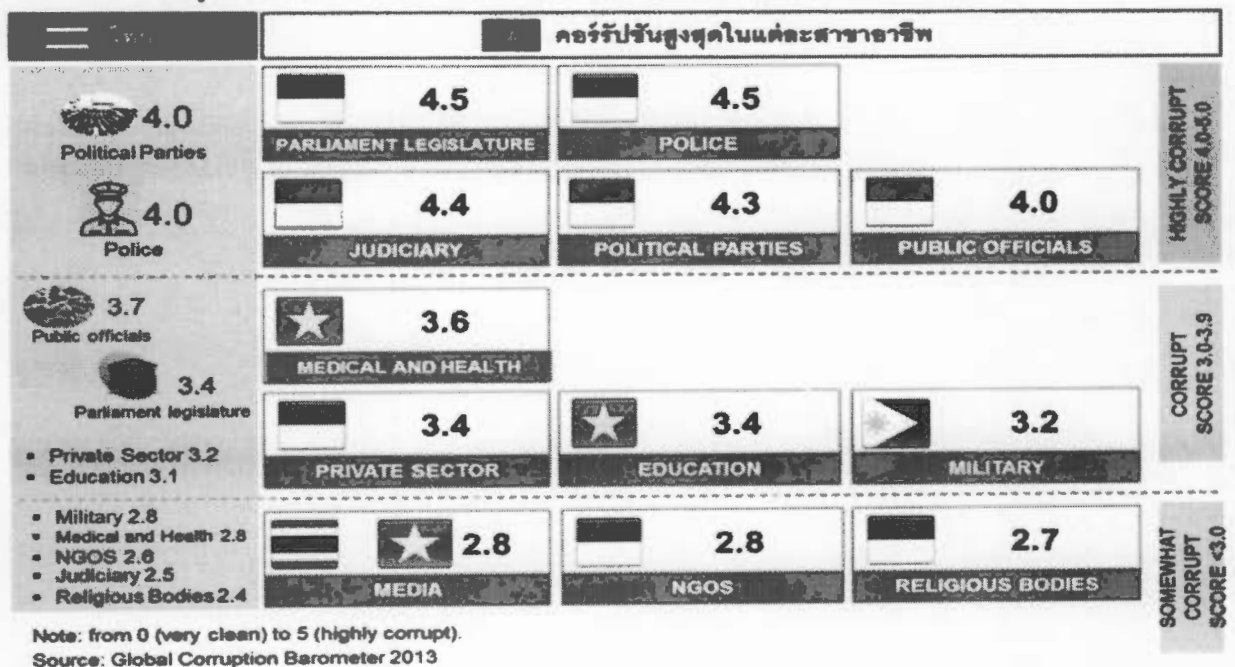 คอร์รัปชันสูงสุดในแต่ละสาขาอาชีพ
4.0
Political Parties
4.0
Police
4.5
PARLIAMENT LEGISLATURE
4.5
POLICE
4.4
JUDICIARY
4.3
POLITICAL PARTIES
4.0
PUBLIC OFFICIALS
HIGHLY CORRUPT
SCORE 4.0-5.0
3.7
Public officials
3.4
Parliament legislature
▪ Private Sector 3.2
▪ Education 3.1
3.6
MEDICAL AND HEALTH
3.4
PRIVATE SECTOR
3.4
EDUCATION
3.2
MILITARY
CORRUPT
SCORE 3.0-3.9
▪ Military 2.8
▪ Medical and Health 2.8
▪ NGOS 2.6
▪ Judiciary 2.5
▪ Religious Bodies 2.4
2.8
MEDIA
2.8
NGOS
2.7
RELIGIOUS BODIES
SOMEWHAT
CORRUPT
SCORE <3.0
Note: from 0 (very clean) to 5 (highly corrupt).
Source: Global Corruption Barometer 2013